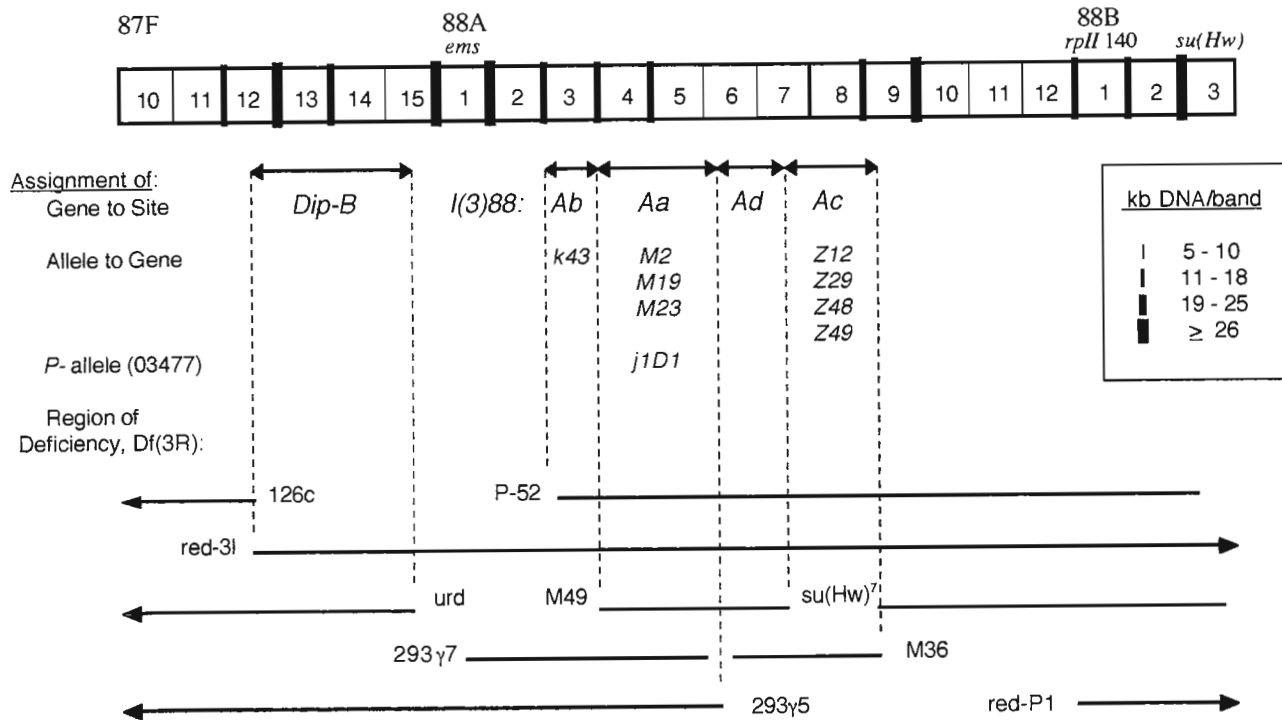 87F 88A 88B
ems rpII 140 su(Hw)
10 11 12 13 14 15 1 2 3 4 5 6 7 8 9 10 11 12 1 2 3
Assignment of:
Gene to Site Dip-B l(3)88: Ab Aa Ad Ac
Allele to Gene k43 M2 Z12
M19 Z29
M23 Z48
Z49
P- allele (03477) j1D1
Region of
Deficiency, Df(3R):
kb DNA/band
5 - 10
11 - 18
19 - 25
≥ 26
126c P-52
red-3l
urd M49 su(Hw)⁷
293γ7 M36
293γ5 red-P1